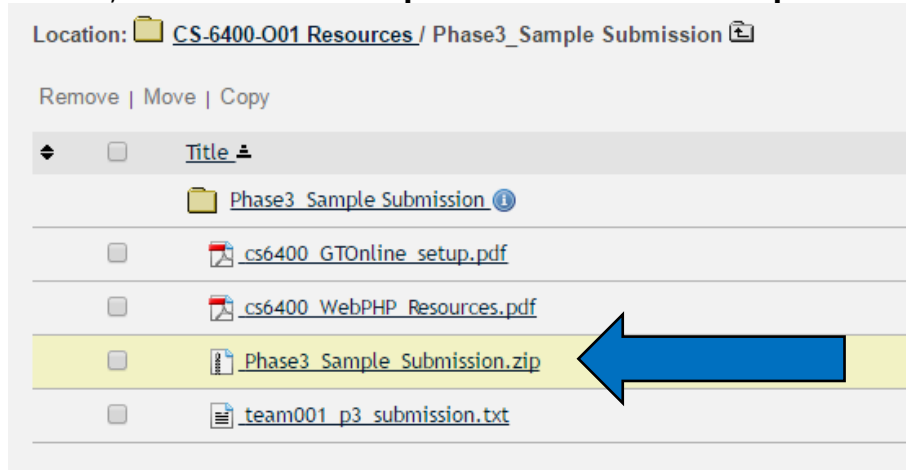 Location: CS-6400-O01 Resources / Phase3_Sample Submission
Remove | Move | Copy
Title
Phase3_Sample Submission
cs6400_GTOnline_setup.pdf
cs6400_WebPHP_Resources.pdf
Phase3_Sample_Submission.zip
team001_p3_submission.txt